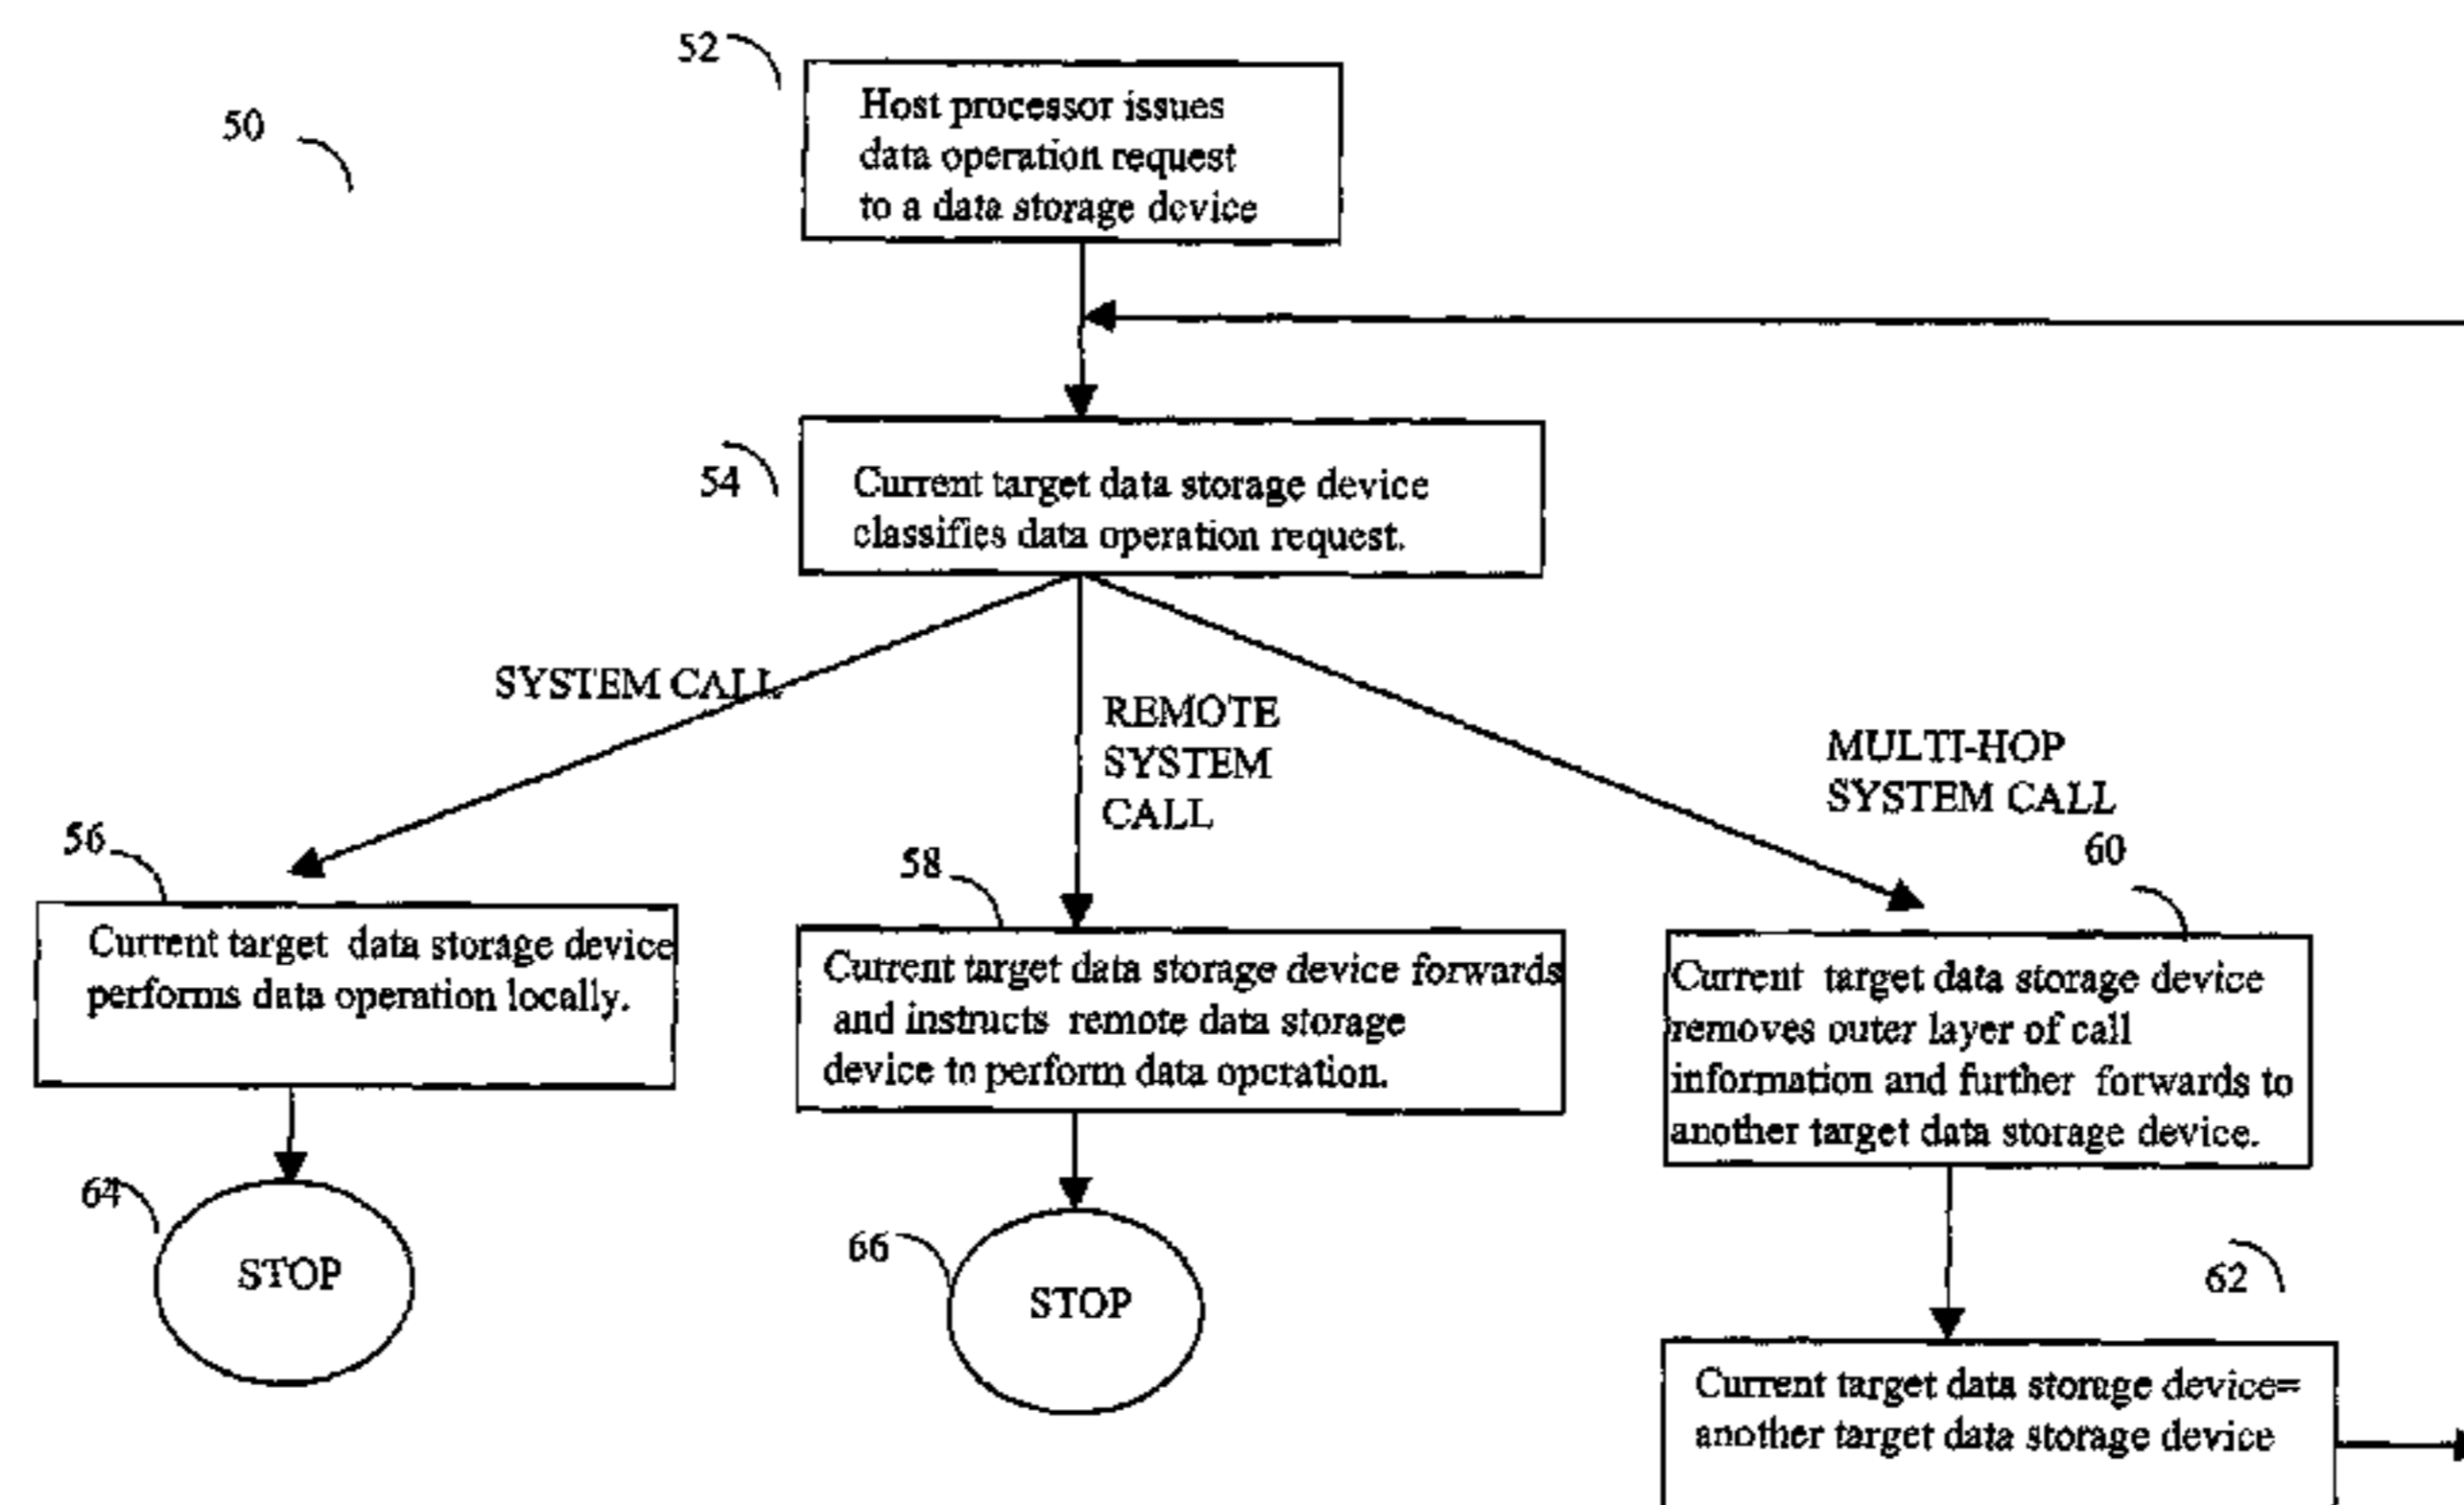 52
Host processor issues
data operation request
to a data storage device
50
54
Current target data storage device
classifies data operation request.
SYSTEM CALL
REMOTE
SYSTEM
CALL
MULTI-HOP
SYSTEM CALL
56
Current target data storage device
performs data operation locally.
58
Current target data storage device forwards
and instructs remote data storage
device to perform data operation.
60
Current target data storage device
removes outer layer of call
information and further forwards to
another target data storage device.
64
STOP
66
STOP
62
Current target data storage device=
another target data storage device